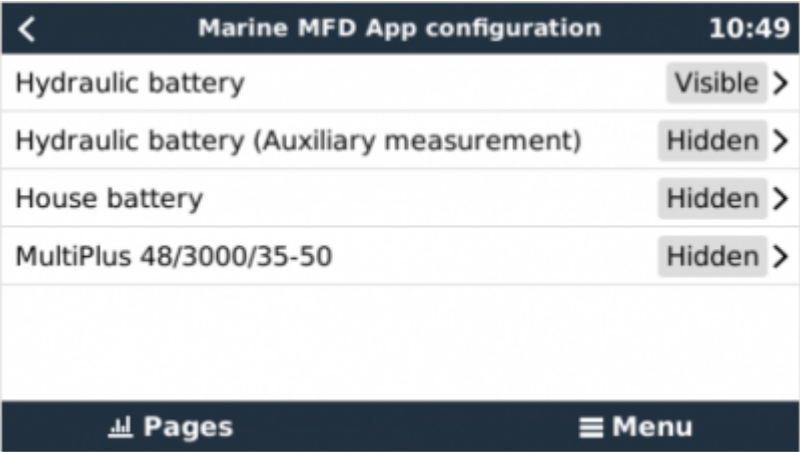 Marine MFD App configuration 10:49
Hydraulic battery Visible
Hydraulic battery (Auxiliary measurement) Hidden
House battery Hidden
MultiPlus 48/3000/35-50 Hidden
Pages Menu